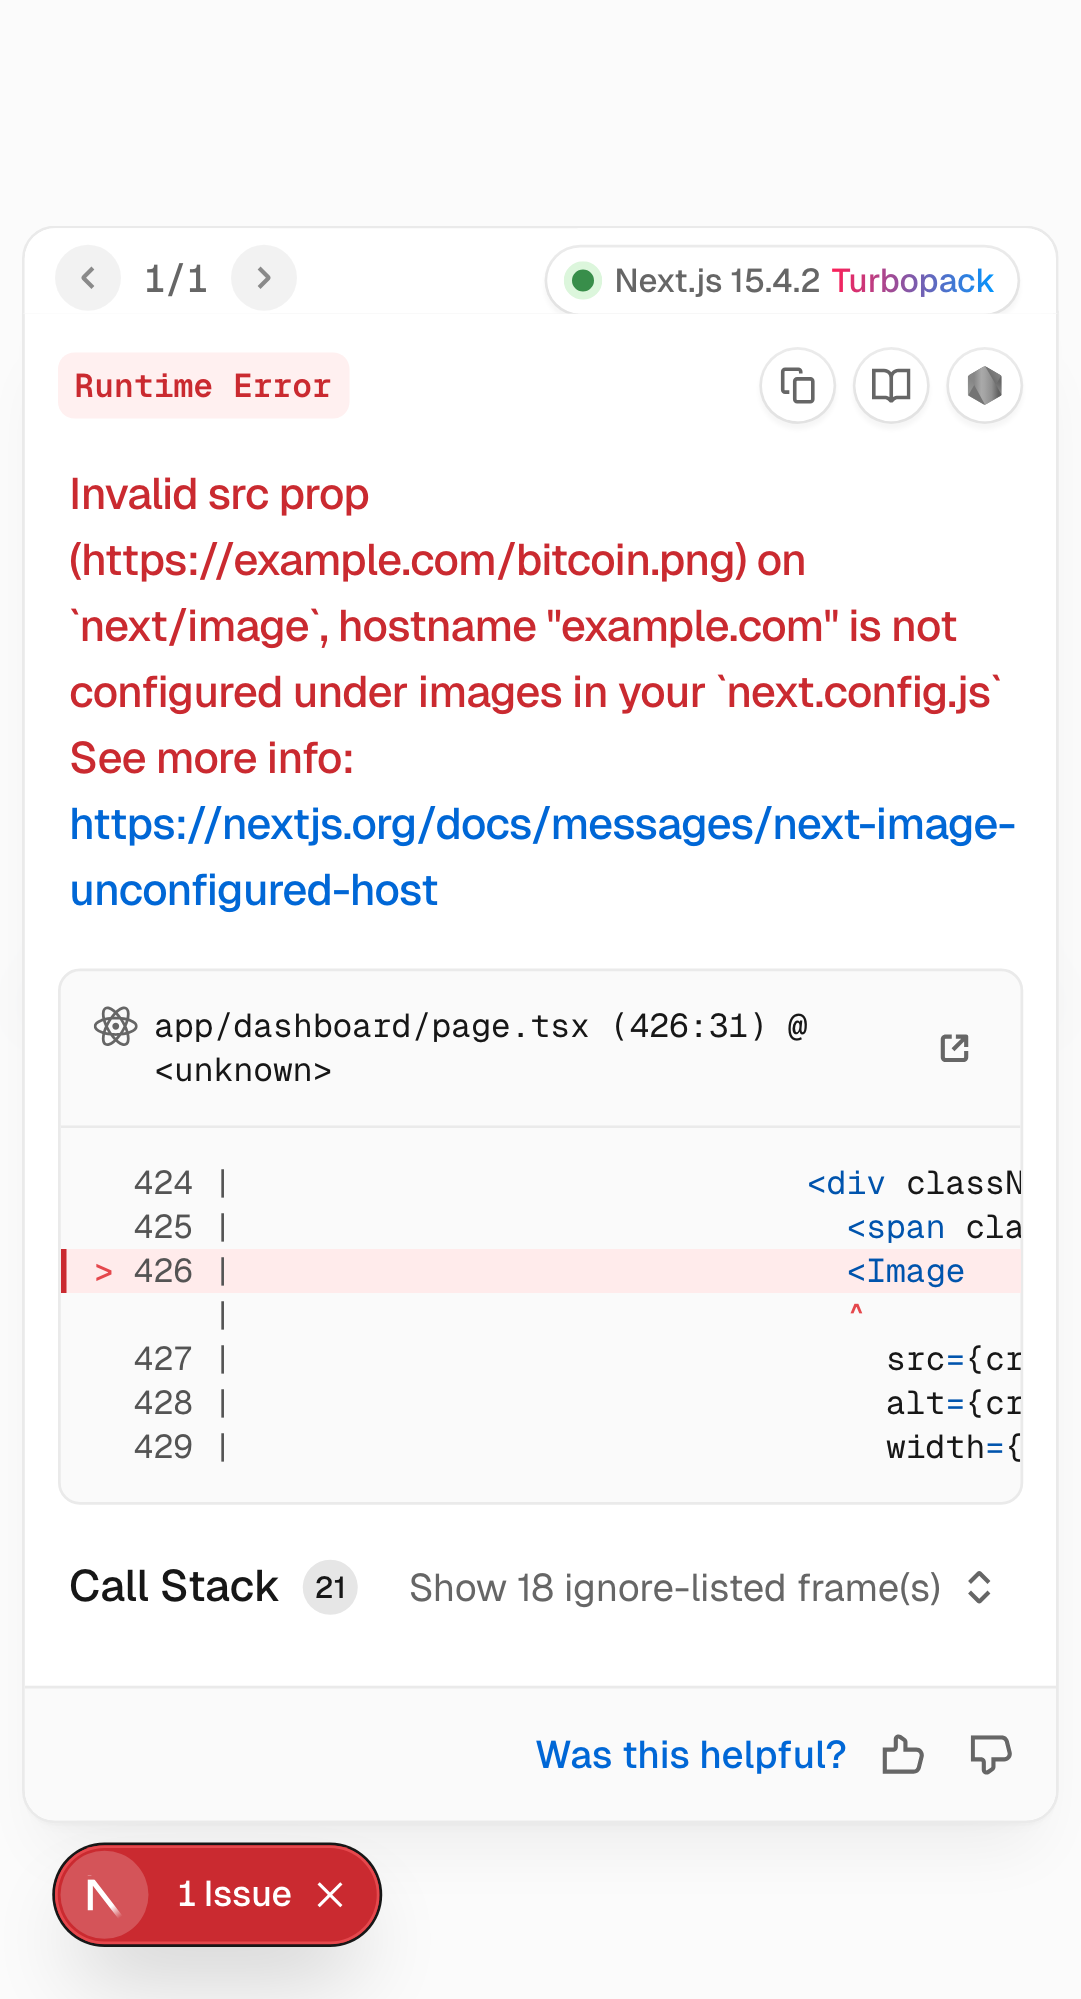 1/1
Next.js 15.4.2 Turbopack
Runtime Error
Invalid src prop
(https://example.com/bitcoin.png) on
`next/image`, hostname "example.com" is not
configured under images in your `next.config.js`
See more info:
https://nextjs.org/docs/messages/next-image-
unconfigured-host
app/dashboard/page.tsx (426:31) @
<unknown>
424 | <div classN
425 | <span cla
> 426 | <Image
| ^
427 | src={cr
428 | alt={cr
429 | width={
Call Stack 21 Show 18 ignore-listed frame(s)
Was this helpful?
1 Issue